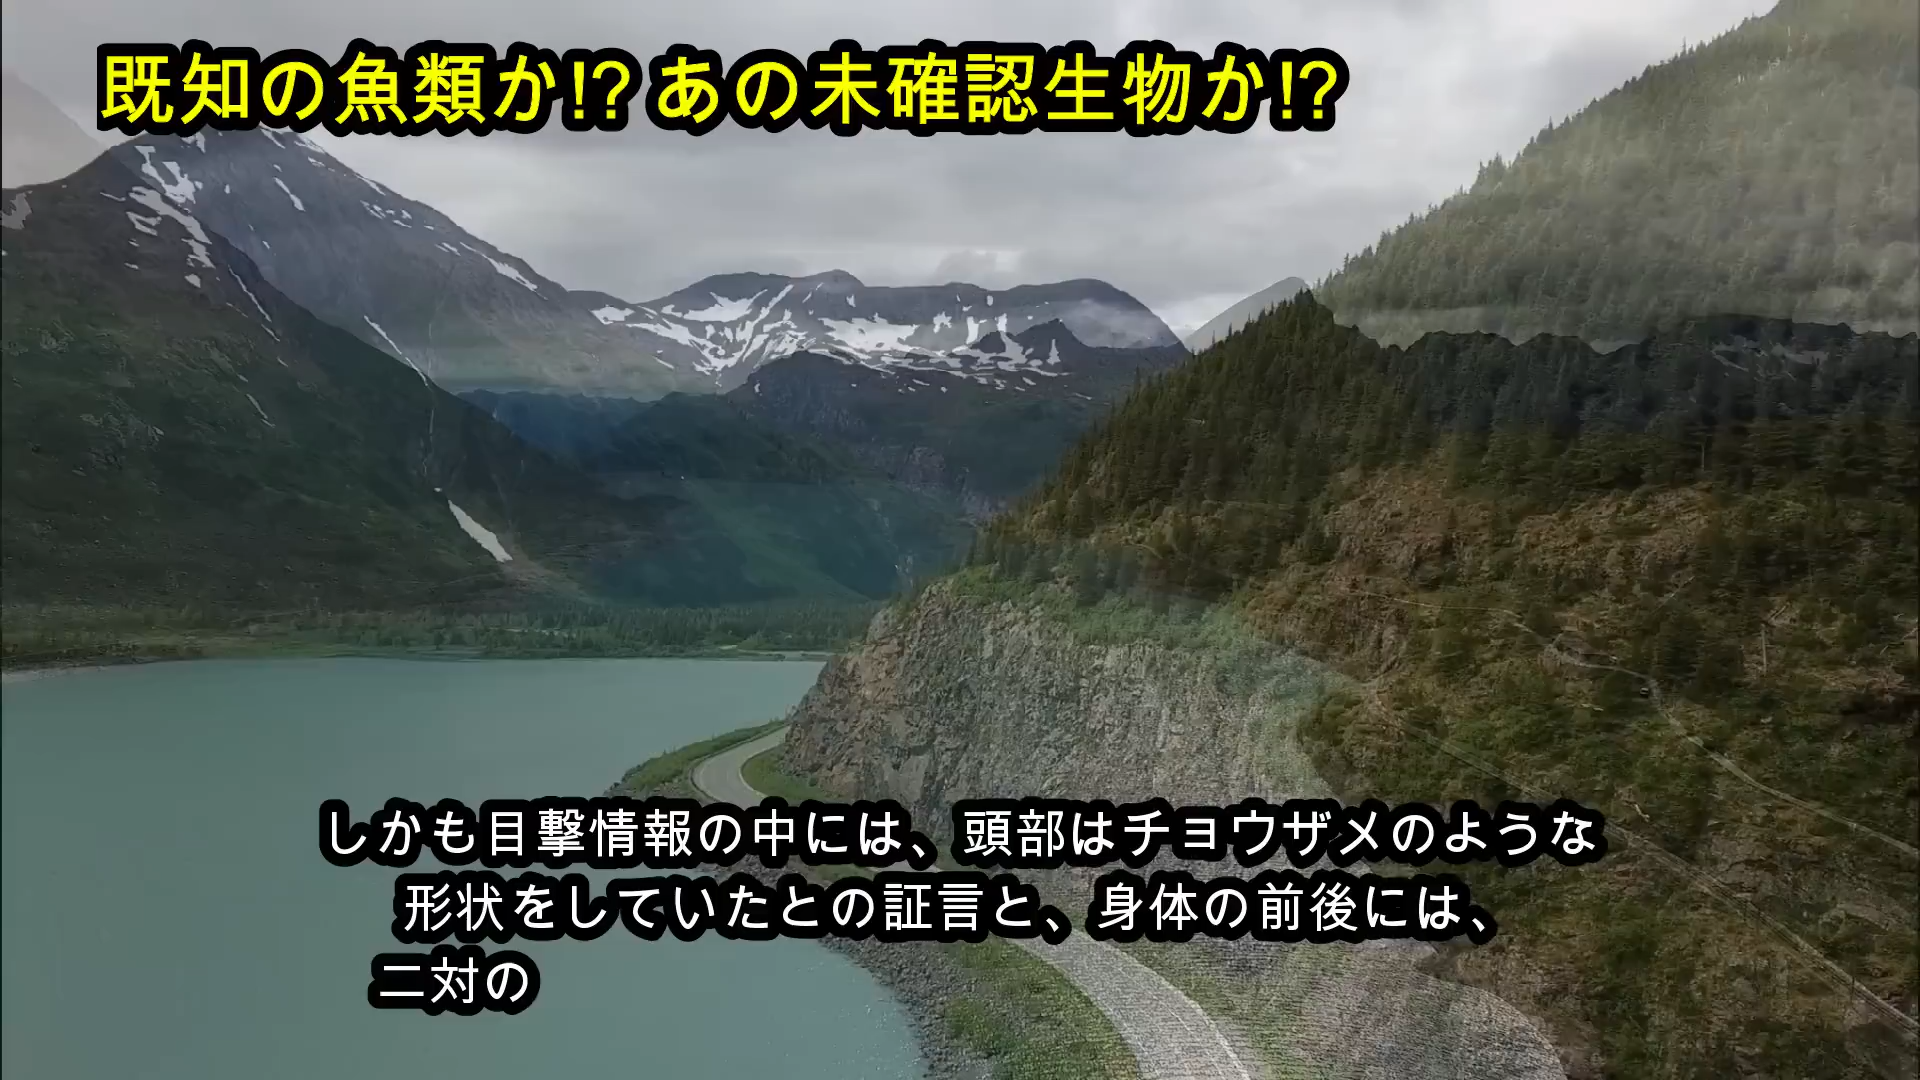 既知の魚類か!? あの未確認生物か!?
しかも目撃情報の中には、頭部はチョウザメのような
形状をしていたとの証言と、身体の前後には、
二対の